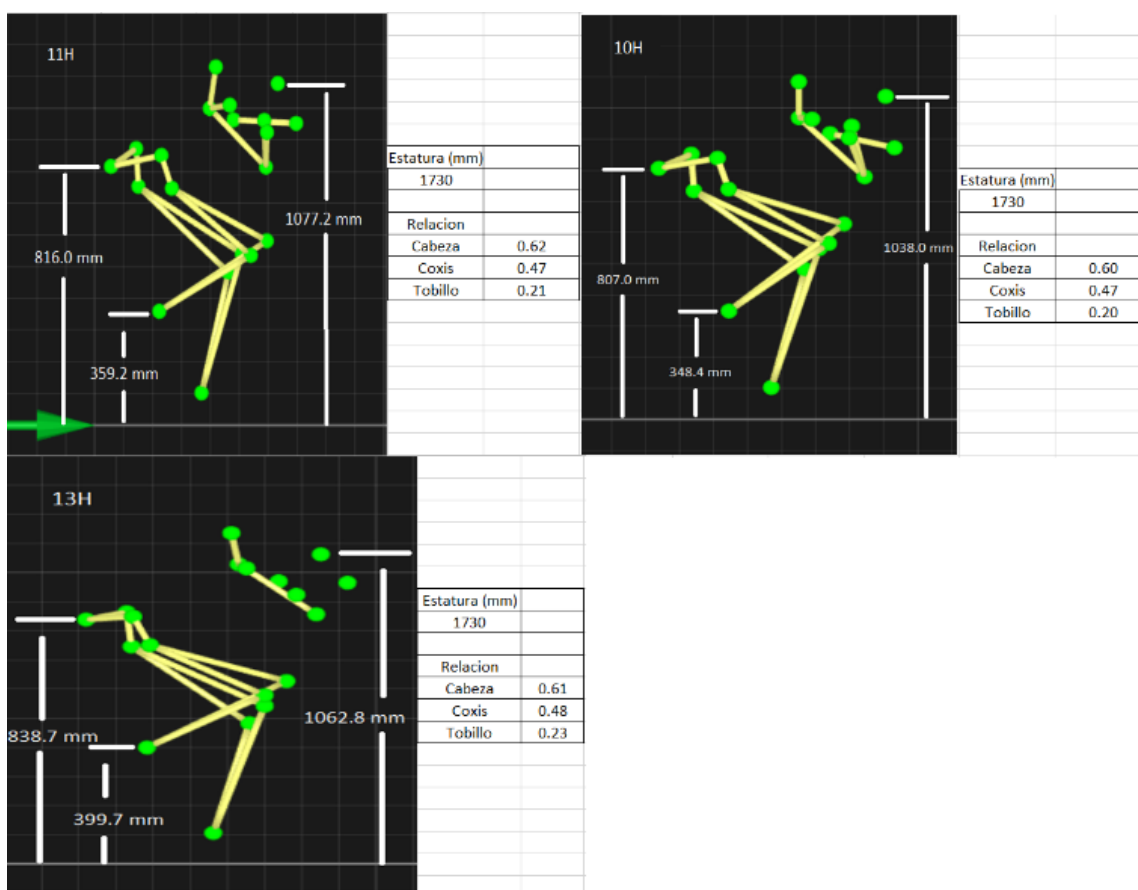 11H
816.0 mm
359.2 mm
1077.2 mm
Estatura (mm)
1730
Relacion
Cabeza 0.62
Coxis 0.47
Tobillo 0.21
10H
807.0 mm
348.4 mm
1038.0 mm
Estatura (mm)
1730
Relacion
Cabeza 0.60
Coxis 0.47
Tobillo 0.20
13H
838.7 mm
399.7 mm
1062.8 mm
Estatura (mm)
1730
Relacion
Cabeza 0.61
Coxis 0.48
Tobillo 0.23